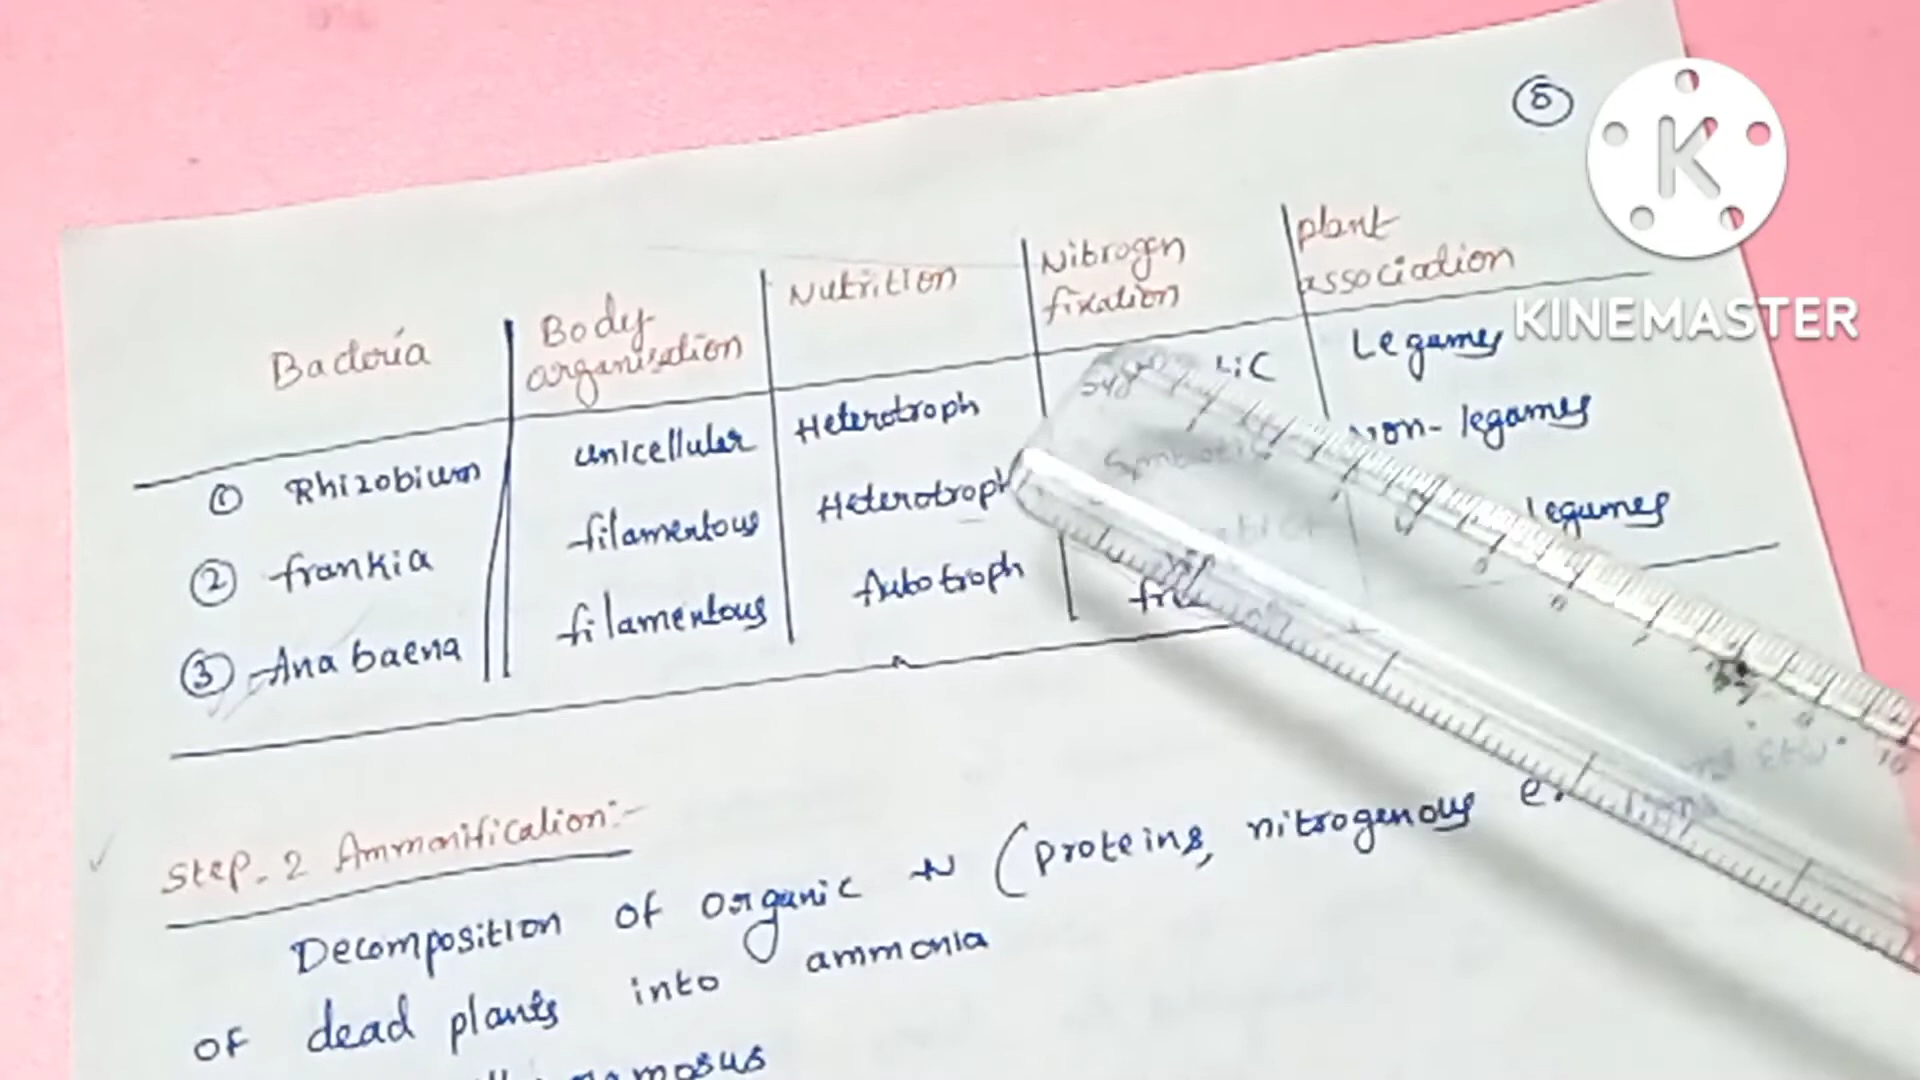 5
K
KINEMASTER
Bacteria Body organisation Nutrition Nitrogen fixation plant association
① Rhizobium unicellular Heterotroph Legumes
② frankia filamentous Heterotroph Symbiotic Non-legumes
③ Anabaena filamentous Autotroph legumes
Step-2 Ammonification:-
Decomposition of organic N (proteins, nitrogenous
of dead plants into ammonia